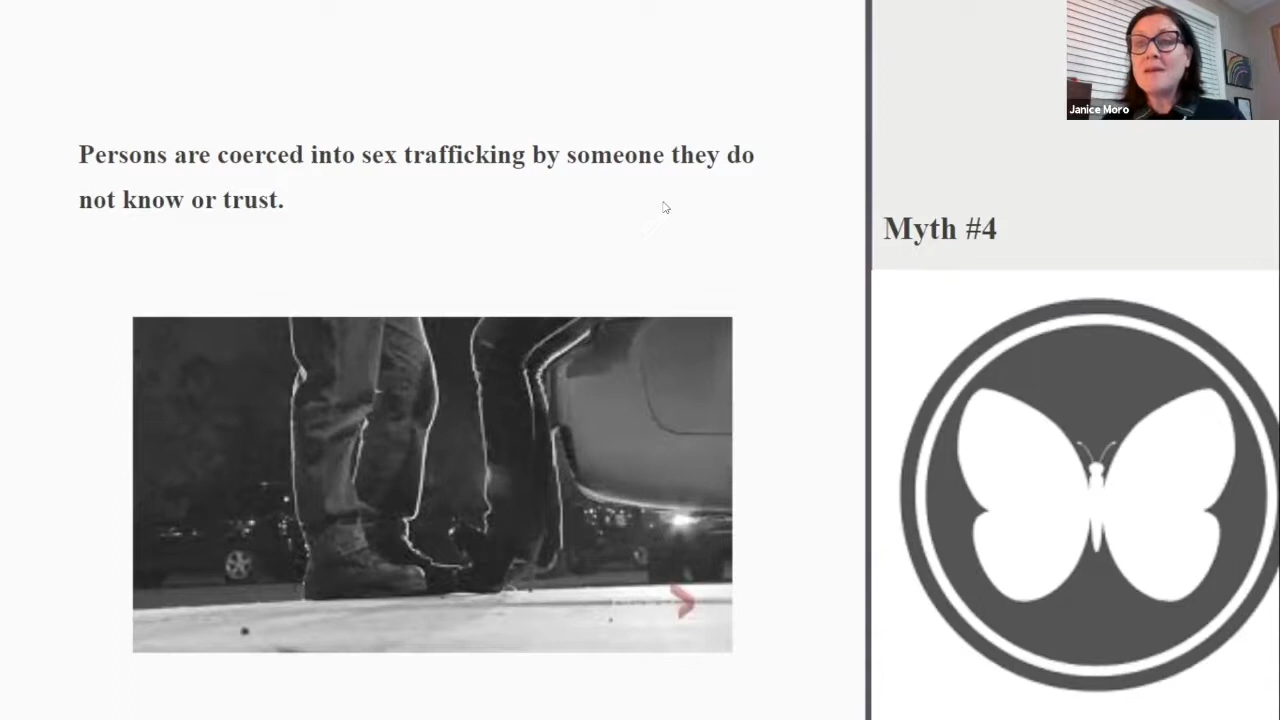 Janice Moro
Persons are coerced into sex trafficking by someone they do
not know or trust.
Myth #4